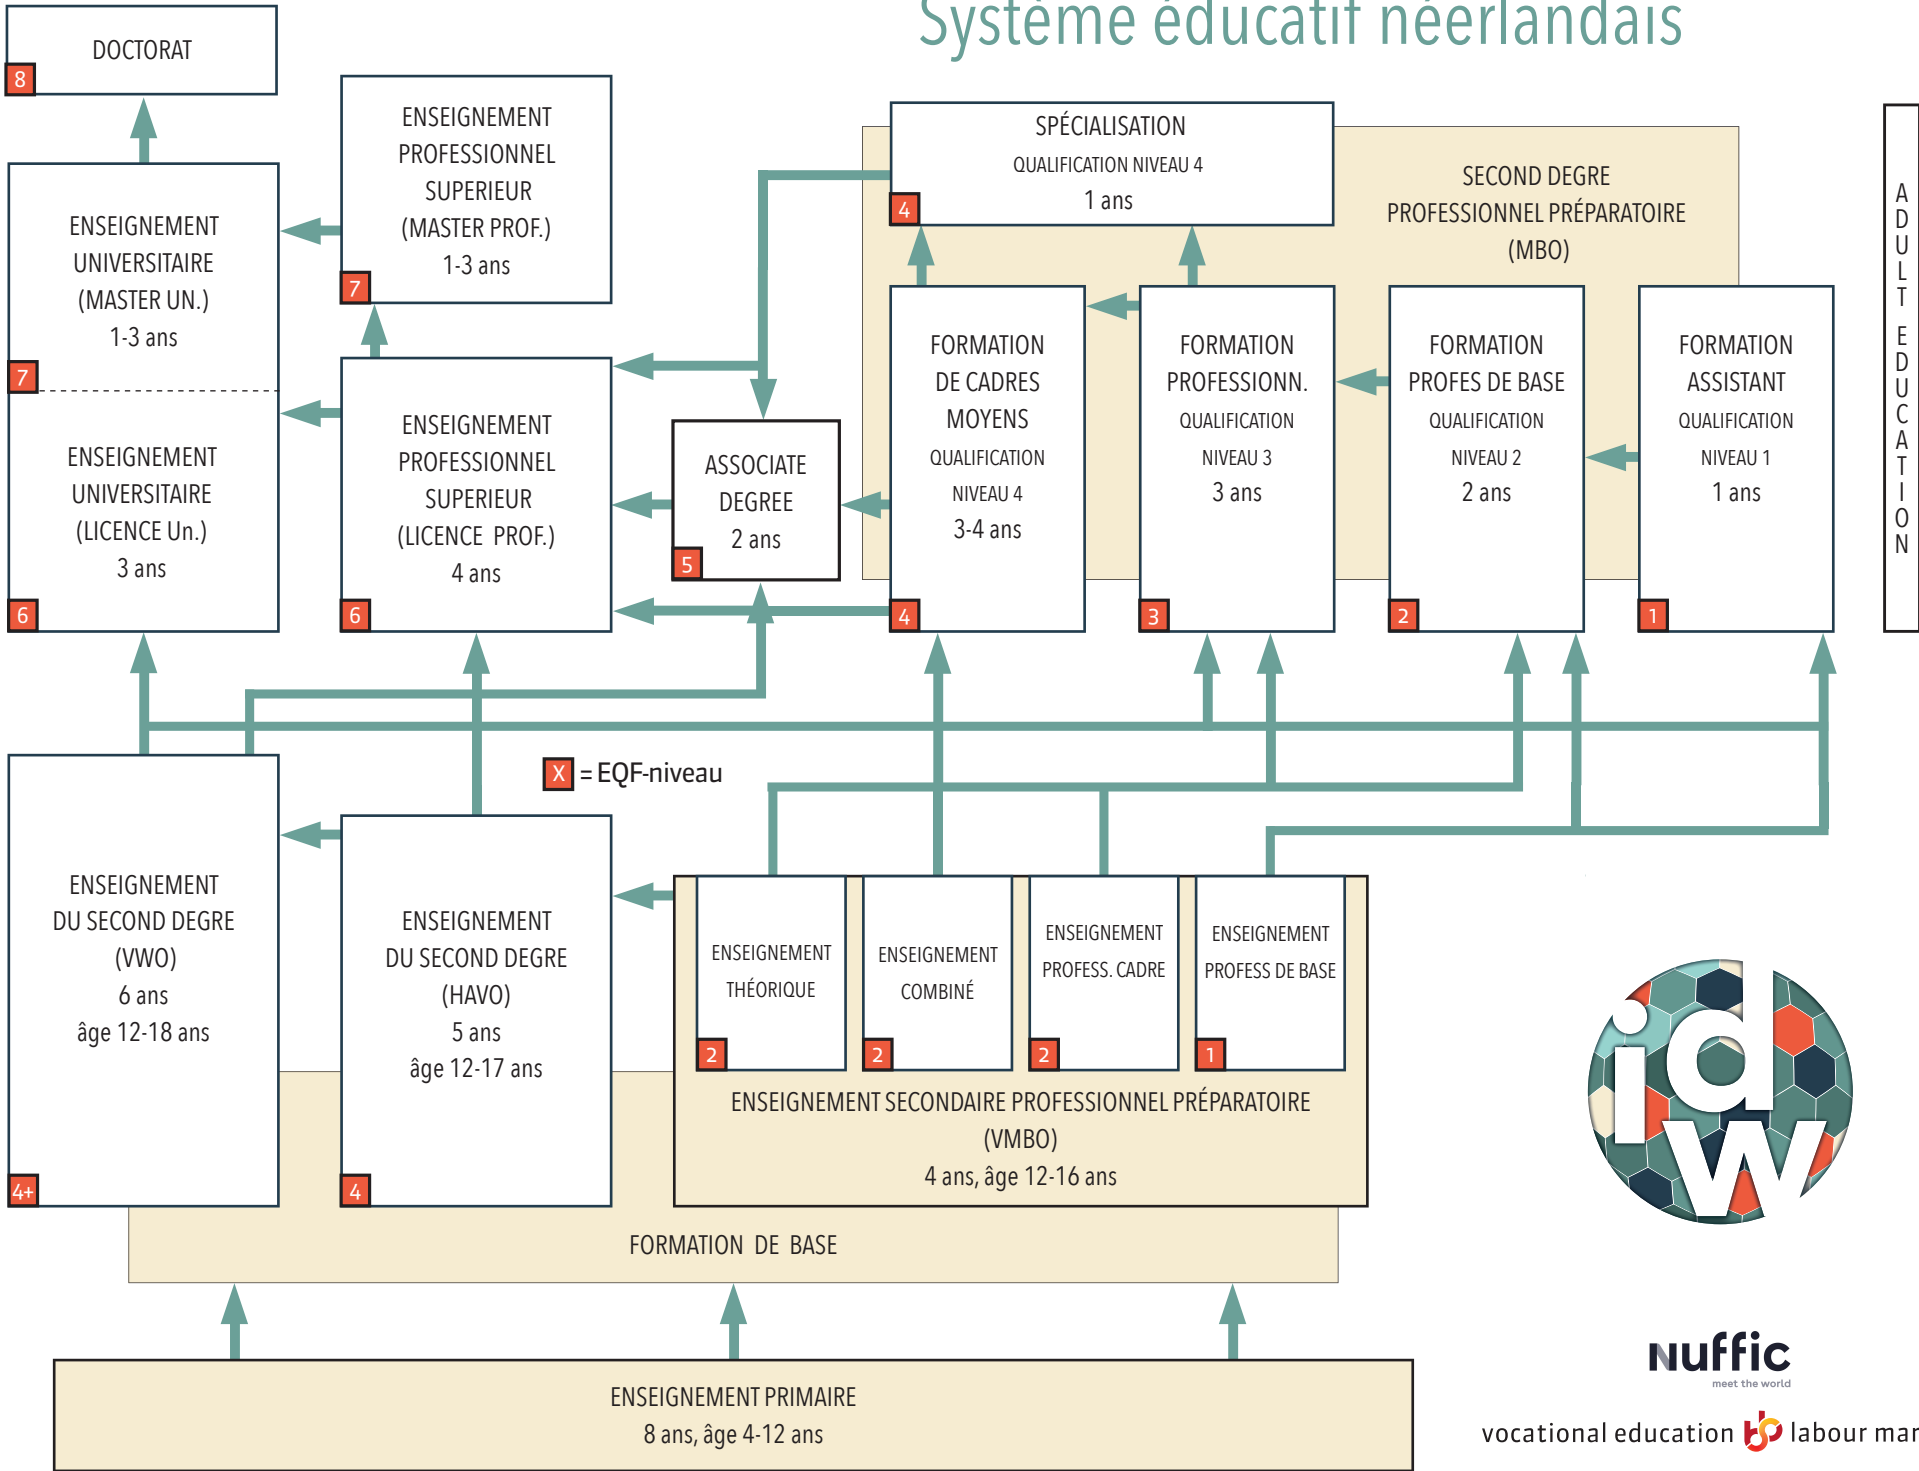 Système éducatif néerlandais
DOCTORAT
8
ENSEIGNEMENT
UNIVERSITAIRE
(MASTER UN.)
1-3 ans
7
ENSEIGNEMENT
UNIVERSITAIRE
(LICENCE Un.)
3 ans
6
ENSEIGNEMENT
PROFESSIONNEL
SUPERIEUR
(MASTER PROF.)
1-3 ans
7
ENSEIGNEMENT
PROFESSIONNEL
SUPERIEUR
(LICENCE PROF.)
4 ans
6
ASSOCIATE
DEGREE
2 ans
5
SPÉCIALISATION
QUALIFICATION NIVEAU 4
1 ans
4
SECOND DEGRE
PROFESSIONNEL PRÉPARATOIRE
(MBO)
FORMATION
DE CADRES
MOYENS
QUALIFICATION
NIVEAU 4
3-4 ans
4
FORMATION
PROFESSIONN.
QUALIFICATION
NIVEAU 3
3 ans
3
FORMATION
PROFES DE BASE
QUALIFICATION
NIVEAU 2
2 ans
2
FORMATION
ASSISTANT
QUALIFICATION
NIVEAU 1
1 ans
1
ADULT EDUCATION
X = EQF-niveau
ENSEIGNEMENT
DU SECOND DEGRE
(VWO)
6 ans
âge 12-18 ans
4+
ENSEIGNEMENT
DU SECOND DEGRE
(HAVO)
5 ans
âge 12-17 ans
4
ENSEIGNEMENT
THÉORIQUE
2
ENSEIGNEMENT
COMBINÉ
2
ENSEIGNEMENT
PROFESS. CADRE
2
ENSEIGNEMENT
PROFESS DE BASE
1
ENSEIGNEMENT SECONDAIRE PROFESSIONNEL PRÉPARATOIRE
(VMBO)
4 ans, âge 12-16 ans
FORMATION DE BASE
ENSEIGNEMENT PRIMAIRE
8 ans, âge 4-12 ans
idw
nuffic
meet the world
vocational education sbb labour mar